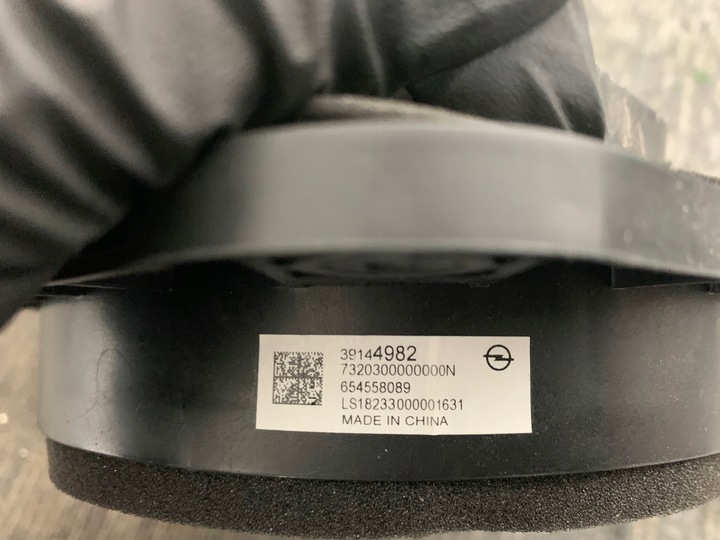 39144982
7320300000000N
654558089
LS18233000001631
MADE IN CHINA